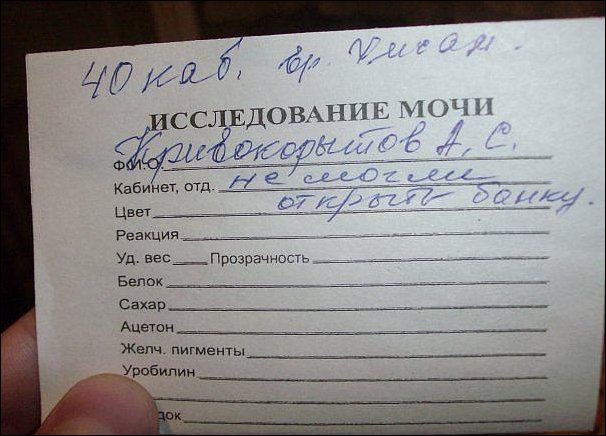 40 каб. вр.
ИССЛЕДОВАНИЕ МОЧИ
Ф.И.О. Кривокорытов А. С.
Кабинет, отд. не могли
Цвет открыть банку.
Реакция
Уд. вес Прозрачность
Белок
Сахар
Ацетон
Желч. пигменты
Уробилин